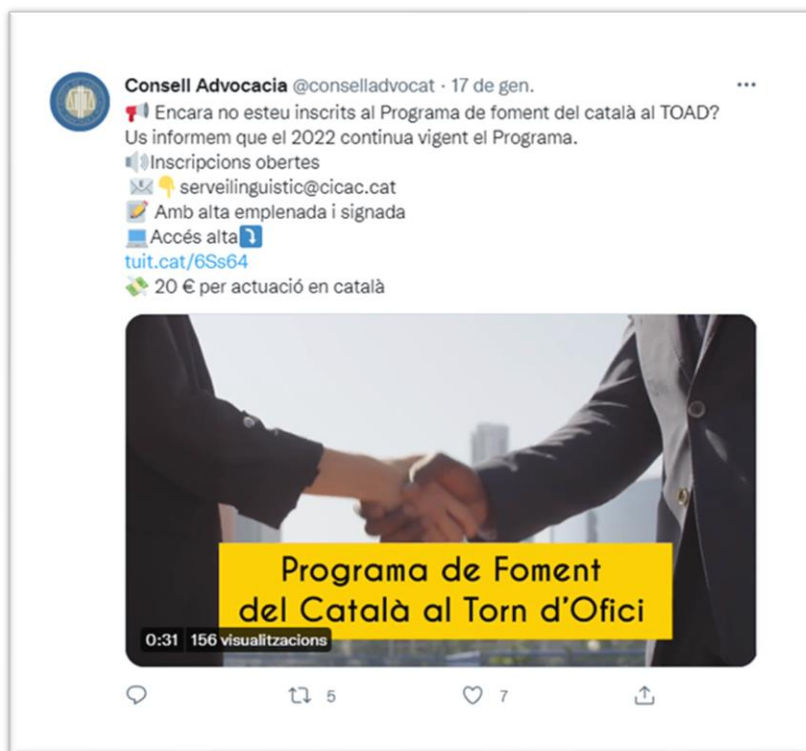 Consell Advocacia @conselladvocat · 17 de gen.
📢 Encara no esteu inscrits al Programa de foment del català al TOAD?
Us informem que el 2022 continua vigent el Programa.
🔊Inscripcions obertes
✉️👇 serveilinguistic@cicac.cat
📝 Amb alta emplenada i signada
💻Accés alta⤵️
tuit.cat/6Ss64
💸 20 € per actuació en català
Programa de Foment
del Català al Torn d'Ofici
0:31 156 visualitzacions
5 7